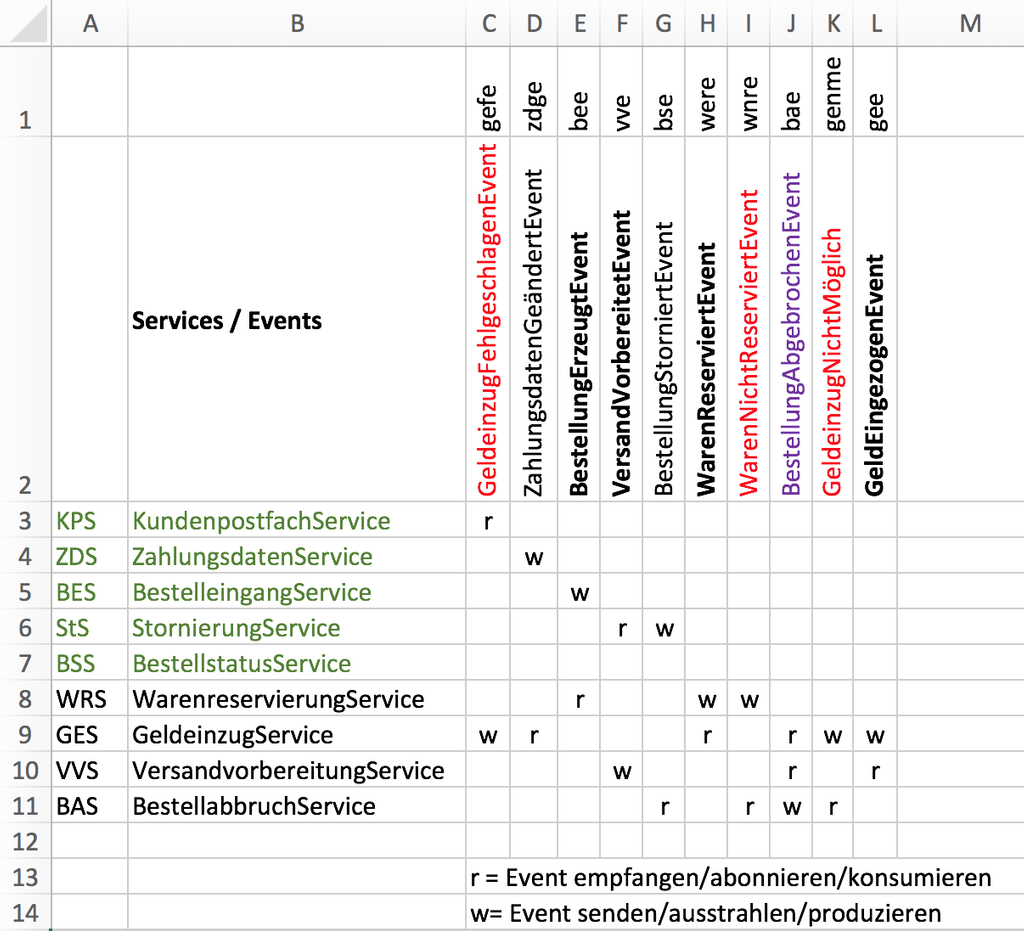 A B C D E F G H I J K L M
1 gefe zdge bee vve bse were wnre bae genme gee
2 Services / Events GeldeinzugFehlgeschlagenEvent ZahlungsdatenGeändertEvent BestellungErzeugtEvent VersandVorbereitetEvent BestellungStorniertEvent WarenReserviertEvent WarenNichtReserviertEvent BestellungAbgebrochenEvent GeldeinzugNichtMöglich GeldEingezogenEvent
3 KPS KundenpostfachService r
4 ZDS ZahlungsdatenService w
5 BES BestelleingangService w
6 StS StornierungService r w
7 BSS BestellstatusService
8 WRS WarenreservierungService r w w
9 GES GeldeinzugService w r r r w w
10 VVS VersandvorbereitungService w r r
11 BAS BestellabbruchService r r w r
12
13 r = Event empfangen/abonnieren/konsumieren
14 w= Event senden/ausstrahlen/produzieren